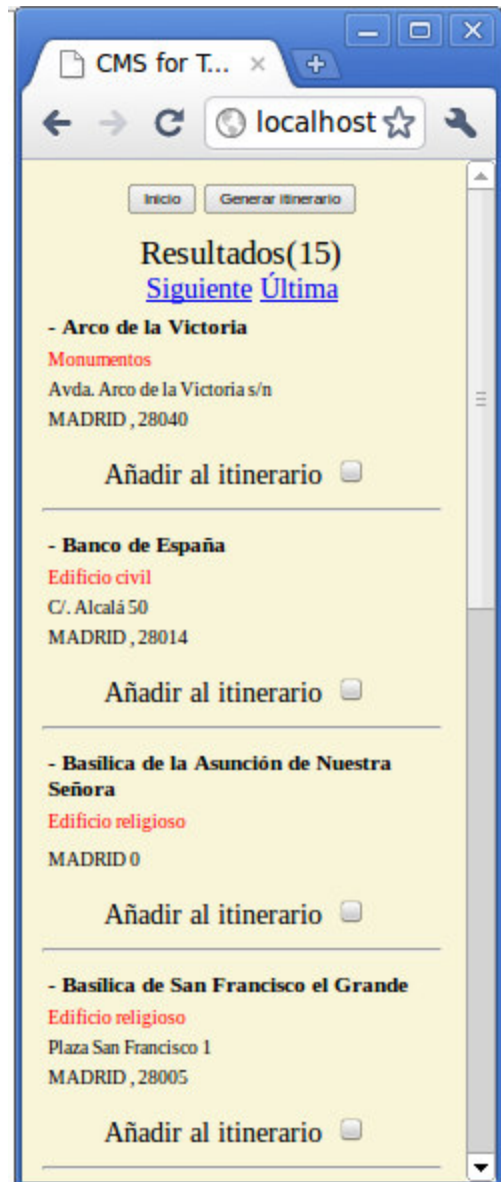 CMS for T...
localhost
Inicio Generar itinerario
Resultados(15)
Siguiente Última
- Arco de la Victoria
Monumentos
Avda. Arco de la Victoria s/n
MADRID , 28040
Añadir al itinerario
- Banco de España
Edificio civil
C/. Alcalá 50
MADRID , 28014
Añadir al itinerario
- Basílica de la Asunción de Nuestra
Señora
Edificio religioso
MADRID 0
Añadir al itinerario
- Basílica de San Francisco el Grande
Edificio religioso
Plaza San Francisco 1
MADRID , 28005
Añadir al itinerario